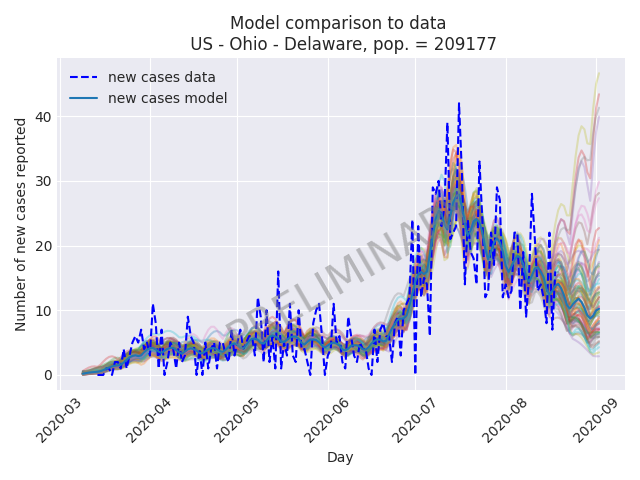 Model comparison to data
US - Ohio - Delaware, pop. = 209177
new cases data
new cases model
Number of new cases reported
40
30
20
10
0
PRELIMINARY
2020-03
2020-04
2020-05
2020-06
2020-07
2020-08
2020-09
Day